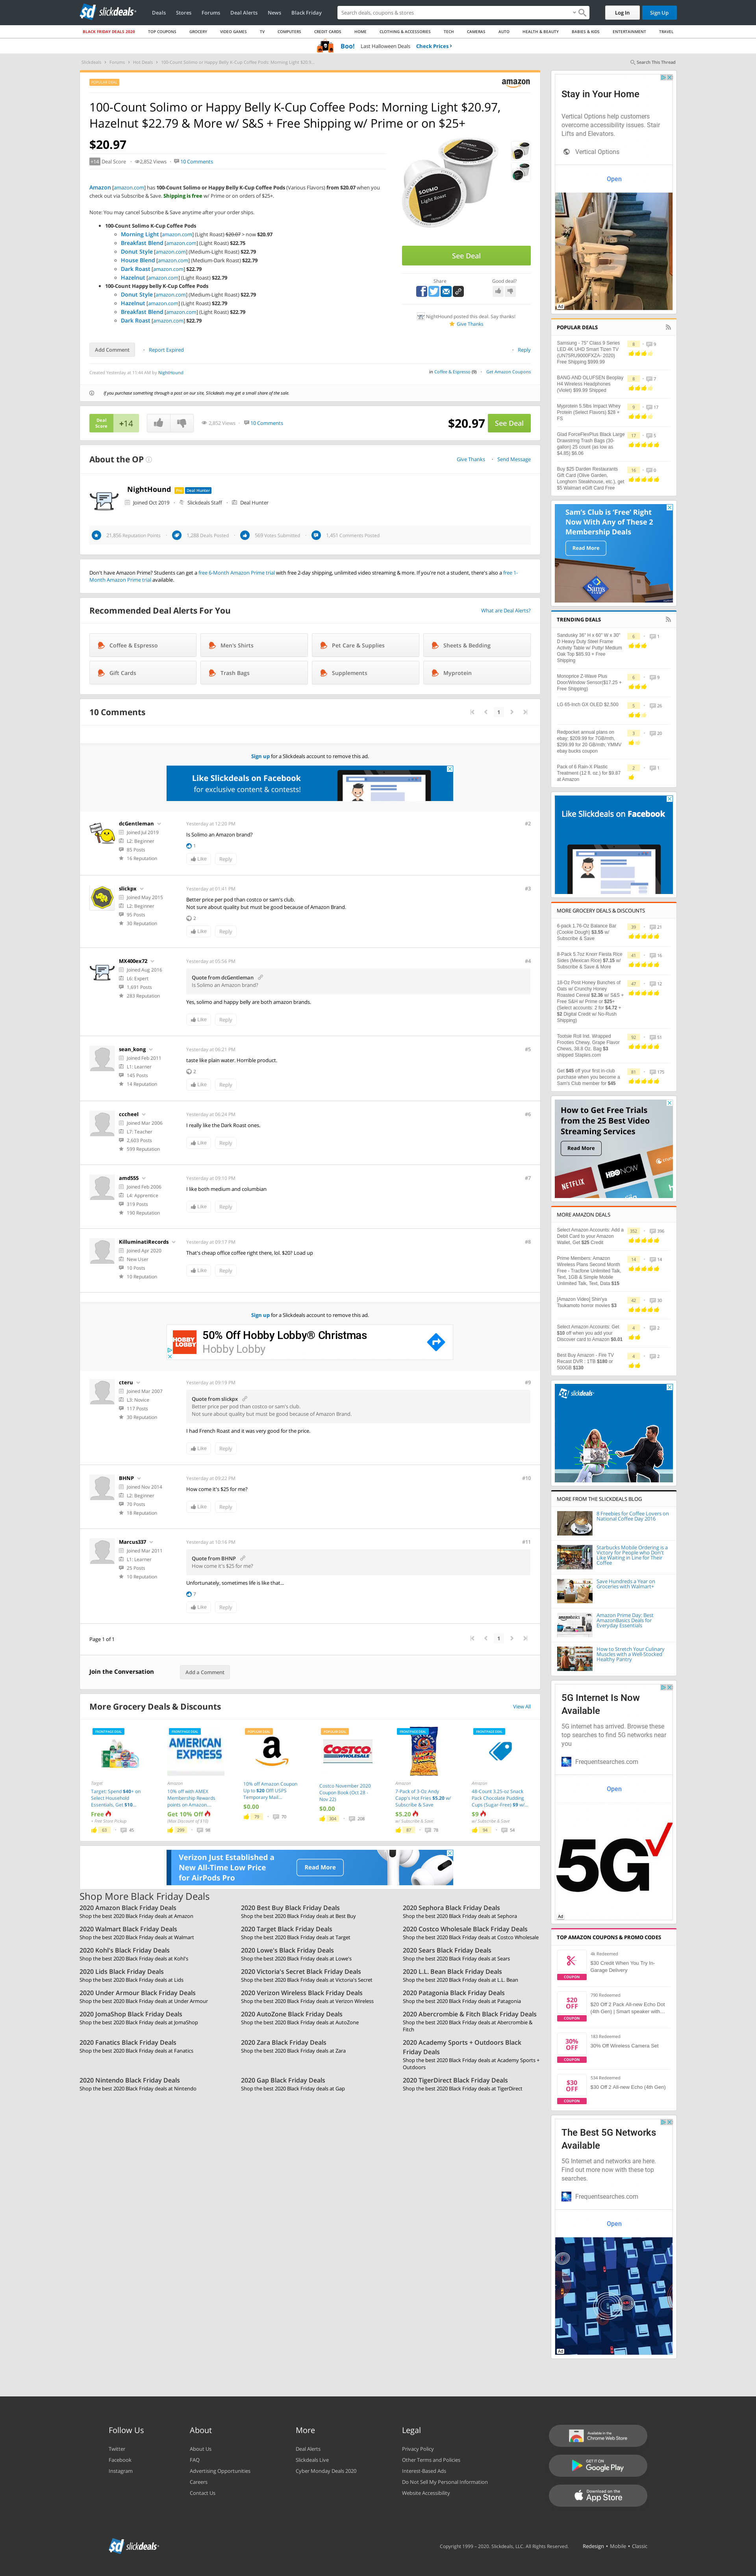 slickdeals
Deals Stores Forums Deal Alerts News Black Friday
Search deals, coupons & stores
Log In Sign Up
BLACK FRIDAY DEALS 2020 TOP COUPONS GROCERY VIDEO GAMES TV COMPUTERS CREDIT CARDS HOME CLOTHING & ACCESSORIES TECH CAMERAS AUTO HEALTH & BEAUTY BABIES & KIDS ENTERTAINMENT TRAVEL
Boo! Last Halloween Deals Check Prices
Slickdeals Forums Hot Deals 100-Count Solimo or Happy Belly K-Cup Coffee Pods: Morning Light $20.9...
Search This Thread
amazon
100-Count Solimo or Happy Belly K-Cup Coffee Pods: Morning Light $20.97,
Hazelnut $22.79 & More w/ S&S + Free Shipping w/ Prime or on $25+
$20.97
+14 Deal Score 2,852 Views 10 Comments
Amazon [amazon.com] has 100-Count Solimo or Happy Belly K-Cup Coffee Pods (Various Flavors) from $20.97 when you
check out via Subscribe & Save. Shipping is free w/ Prime or on orders of $25+.
Note: You may cancel Subscribe & Save anytime after your order ships.
100-Count Solimo K-Cup Coffee Pods
Morning Light [amazon.com] (Light Roast) $20.07 > now $20.97
Breakfast Blend [amazon.com] (Light Roast) $22.75
Donut Style [amazon.com] (Medium-Light Roast) $22.79
House Blend [amazon.com] (Medium-Dark Roast) $22.79
Dark Roast [amazon.com] $22.79
Hazelnut [amazon.com] (Light Roast) $22.79
100-Count Happy belly K-Cup Coffee Pods
Donut Style [amazon.com] (Medium-Light Roast) $22.79
Hazelnut [amazon.com] (Light Roast) $22.79
Breakfast Blend [amazon.com] (Light Roast) $22.79
Dark Roast [amazon.com] $22.79
SOLIMO
See Deal
Share Good deal?
NightHound posted this deal. Say thanks!
Give Thanks
Add Comment Report Expired Reply
Created Yesterday at 11:40 AM by NightHound
in Coffee & Espresso (9) Get Amazon Coupons
If you purchase something through a post on our site, Slickdeals may get a small share of the sale.
Deal Score +14 2,852 Views 10 Comments $20.97 See Deal
About the OP Give Thanks Send Message
NightHound Deal Hunter
Joined Oct 2019 Slickdeals Staff Deal Hunter
21,856 Reputation Points 1,288 Deals Posted 569 Votes Submitted 1,451 Comments Posted
Don't have Amazon Prime? Students can get a free 6-Month Amazon Prime trial with free 2-day shipping, unlimited video streaming & more. If you're not a student, there's also a free 1-
Month Amazon Prime trial available.
Recommended Deal Alerts For You What are Deal Alerts?
Coffee & Espresso Men's Shirts Pet Care & Supplies Sheets & Bedding
Gift Cards Trash Bags Supplements Myprotein
10 Comments 1
Sign up for a Slickdeals account to remove this ad.
Like Slickdeals on Facebook
for exclusive content & contests!
dcGentleman Yesterday at 12:20 PM #2
Joined Jul 2019
L2: Beginner
85 Posts
16 Reputation
Is Solimo an Amazon brand?
1
Like Reply
slickpx Yesterday at 01:41 PM #3
Joined May 2015
L2: Beginner
95 Posts
30 Reputation
Better price per pod than costco or sam's club.
Not sure about quality but must be good because of Amazon Brand.
2
Like Reply
MX400ex72 Yesterday at 05:56 PM #4
Joined Aug 2016
L6: Expert
1,691 Posts
283 Reputation
Quote from dcGentleman
Is Solimo an Amazon brand?
Yes, solimo and happy belly are both amazon brands.
Like Reply
sean_kong Yesterday at 06:21 PM #5
Joined Feb 2011
L1: Learner
145 Posts
14 Reputation
taste like plain water. Horrible product.
2
Like Reply
cccheel Yesterday at 06:24 PM #6
Joined Mar 2006
L7: Teacher
2,603 Posts
599 Reputation
I really like the Dark Roast ones.
Like Reply
amd555 Yesterday at 09:10 PM #7
Joined Feb 2006
L4: Apprentice
319 Posts
190 Reputation
I like both medium and columbian
Like Reply
KilluminatiRecords Yesterday at 09:17 PM #8
Joined Apr 2020
New User
10 Posts
10 Reputation
That's cheap office coffee right there, lol. $20? Load up
Like Reply
Sign up for a Slickdeals account to remove this ad.
HOBBY LOBBY
50% Off Hobby Lobby® Christmas
Hobby Lobby
cteru Yesterday at 09:19 PM #9
Joined Mar 2007
L3: Novice
117 Posts
30 Reputation
Quote from slickpx
Better price per pod than costco or sam's club.
Not sure about quality but must be good because of Amazon Brand.
I had French Roast and it was very good for the price.
Like Reply
BHNP Yesterday at 09:22 PM #10
Joined Nov 2014
L2: Beginner
70 Posts
18 Reputation
How come it's $25 for me?
Like Reply
Marcus337 Yesterday at 10:16 PM #11
Joined Mar 2011
L1: Learner
25 Posts
10 Reputation
Quote from BHNP
How come it's $25 for me?
Unfortunately, sometimes life is like that...
7
Like Reply
Page 1 of 1 1
Join the Conversation Add a Comment
More Grocery Deals & Discounts View All
Target
Target: Spend $40+ on
Select Household
Essentials, Get $10...
Free
+ Free Store Pickup
62 45
AMERICAN EXPRESS
Amazon
10% off with AMEX
Membership Rewards
points on Amazon...
Get 10% Off
(Max Discount of $10)
299 98
10% off Amazon Coupon
Up to $20 Off! USPS
Temporary Mail...
$0.00
79 70
COSTCO WHOLESALE
Costco November 2020
Coupon Book (Oct 28 -
Nov 22)
$0.00
304 208
Amazon
7-Pack of 3-Oz Andy
Capp's Hot Fries $5.20 w/
Subscribe & Save
$5.20
w/ Subscribe & Save
97 78
Amazon
48-Count 3.25-oz Snack
Pack Chocolate Pudding
Cups (Sugar-Free) $9 w/...
$9
w/ Subscribe & Save
94 54
Verizon Just Established a
New All-Time Low Price
for AirPods Pro
Read More
Shop More Black Friday Deals
2020 Amazon Black Friday Deals
Shop the best 2020 Black Friday deals at Amazon
2020 Best Buy Black Friday Deals
Shop the best 2020 Black Friday deals at Best Buy
2020 Sephora Black Friday Deals
Shop the best 2020 Black Friday deals at Sephora
2020 Walmart Black Friday Deals
Shop the best 2020 Black Friday deals at Walmart
2020 Target Black Friday Deals
Shop the best 2020 Black Friday deals at Target
2020 Costco Wholesale Black Friday Deals
Shop the best 2020 Black Friday deals at Costco Wholesale
2020 Kohl's Black Friday Deals
Shop the best 2020 Black Friday deals at Kohl's
2020 Lowe's Black Friday Deals
Shop the best 2020 Black Friday deals at Lowe's
2020 Sears Black Friday Deals
Shop the best 2020 Black Friday deals at Sears
2020 Lids Black Friday Deals
Shop the best 2020 Black Friday deals at Lids
2020 Victoria's Secret Black Friday Deals
Shop the best 2020 Black Friday deals at Victoria's Secret
2020 L.L. Bean Black Friday Deals
Shop the best 2020 Black Friday deals at L.L. Bean
2020 Under Armour Black Friday Deals
Shop the best 2020 Black Friday deals at Under Armour
2020 Verizon Wireless Black Friday Deals
Shop the best 2020 Black Friday deals at Verizon Wireless
2020 Patagonia Black Friday Deals
Shop the best 2020 Black Friday deals at Patagonia
2020 JomaShop Black Friday Deals
Shop the best 2020 Black Friday deals at JomaShop
2020 AutoZone Black Friday Deals
Shop the best 2020 Black Friday deals at AutoZone
2020 Abercrombie & Fitch Black Friday Deals
Shop the best 2020 Black Friday deals at Abercrombie &
Fitch
2020 Fanatics Black Friday Deals
Shop the best 2020 Black Friday deals at Fanatics
2020 Zara Black Friday Deals
Shop the best 2020 Black Friday deals at Zara
2020 Academy Sports + Outdoors Black
Friday Deals
Shop the best 2020 Black Friday deals at Academy Sports +
Outdoors
2020 Nintendo Black Friday Deals
Shop the best 2020 Black Friday deals at Nintendo
2020 Gap Black Friday Deals
Shop the best 2020 Black Friday deals at Gap
2020 TigerDirect Black Friday Deals
Shop the best 2020 Black Friday deals at TigerDirect
Stay in Your Home
Vertical Options help customers
overcome accessibility issues. Stair
Lifts and Elevators.
Vertical Options
Open
Ad
POPULAR DEALS
Samsung - 75" Class 9 Series
LED 4K UHD Smart Tizen TV
(UN75RU9000FXZA- 2020)
Free Shipping $999.99
BANG AND OLUFSEN Beoplay
H4 Wireless Headphones
(Violet) $99.99 Shipped
Myprotein 5.5lbs Impact Whey
Protein (Select Flavors) $28 +
FS
Glad ForceFlexPlus Black Large
Drawstring Trash Bags (30-
gallon) 25 count (as low as
$4.85) $6.06
Buy $25 Darden Restaurants
Gift Card (Olive Garden,
Longhorn Steakhouse, etc.), get
$5 Walmart eGift Card Free
Sam's Club is 'Free' Right
Now With Any of These 2
Membership Deals
Read More
TRENDING DEALS
Sandusky 36" H x 60" W x 30"
D Heavy Duty Steel Frame
Activity Table w/ Putty/ Medium
Oak Top $85.93 + Free
Shipping
Monoprice Z-Wave Plus
Door/Window Sensor($17.25 +
Free Shipping)
LG 65-Inch GX OLED $2,500
Redpocket annual plans on
ebay: $209.99 for 7GB/mth,
$299.99 for 20 GB/mth; YMMV
ebay bucks coupon
Pack of 6 Rain-X Plastic
Treatment (12 fl. oz.) for $9.87
at Amazon
Like Slickdeals on Facebook
MORE GROCERY DEALS & DISCOUNTS
6-pack 1.76-Oz Balance Bar
(Cookie Dough) $3.55 w/
Subscribe & Save
8-Pack 5.7oz Knorr Fiesta Rice
Sides (Mexican Rice) $7.15 w/
Subscribe & Save & More
18-Oz Post Honey Bunches of
Oats w/ Crunchy Honey
Roasted Cereal $2.36 w/ S&S +
Free S&H w/ Prime or $25+
(Select accounts: 2 for $4.72 +
$2 Digital Credit w/ No-Rush
Shipping)
Tootsie Roll Ind. Wrapped
Frooties Chewy, Grape Flavor
Chews, 38.8 Oz. Bag $3
shipped Staples.com
Get $45 off your first in-club
purchase when you become a
Sam's Club member for $45
How to Get Free Trials
from the 25 Best Video
Streaming Services
Read More
NETFLIX HBONOW
MORE AMAZON DEALS
Select Amazon Accounts: Add a
Debit Card to your Amazon
Wallet, Get $25 Credit
Prime Members: Amazon
Wireless Plans Second Month
Free - Tracfone Unlimited Talk,
Text, 1GB & Simple Mobile
Unlimited Talk, Text, Data $15
[Amazon Video] Shin'ya
Tsukamoto horror movies $3
Select Amazon Accounts: Get
$10 off when you add your
Discover card to Amazon $0.01
Best Buy Amazon - Fire TV
Recast DVR : 1TB $180 or
500GB $130
slickdeals
MORE FROM THE SLICKDEALS BLOG
8 Freebies for Coffee Lovers on
National Coffee Day 2016
Starbucks Mobile Ordering is a
Victory for People who Don't
Like Waiting in Line for Their
Coffee
Save Hundreds a Year on
Groceries with Walmart+
Amazon Prime Day: Best
AmazonBasics Deals for
Everyday Essentials
How to Stretch Your Culinary
Muscles with a Well-Stocked
Healthy Pantry
5G Internet Is Now
Available
5G internet has arrived. Browse these
top searches to find 5G networks near
you
Frequentsearches.com
Open
5G
Ad
TOP AMAZON COUPONS & PROMO CODES
4k Redeemed
$30 Credit When You Try In-
Garage Delivery
COUPON
$20 OFF
790 Redeemed
$20 Off 2 Pack All-new Echo Dot
(4th Gen) | Smart speaker with...
COUPON
30% OFF
183 Redeemed
30% Off Wireless Camera Set
COUPON
$30 OFF
534 Redeemed
$30 Off 2 All-new Echo (4th Gen)
COUPON
The Best 5G Networks
Available
5G Internet and networks are here.
Find out more with these top
searches.
Frequentsearches.com
Open
Ad
Follow Us About More Legal
Twitter About Us Deal Alerts Privacy Policy
Facebook FAQ Slickdeals Live Other Terms and Policies
Instagram Advertising Opportunities Cyber Monday Deals 2020 Interest-Based Ads
Careers Do Not Sell My Personal Information
Contact Us Website Accessibility
Available in the Chrome Web Store
GET IT ON Google Play
Download on the App Store
slickdeals
Copyright 1999 - 2020. Slickdeals, LLC. All Rights Reserved. Redesign • Mobile • Classic